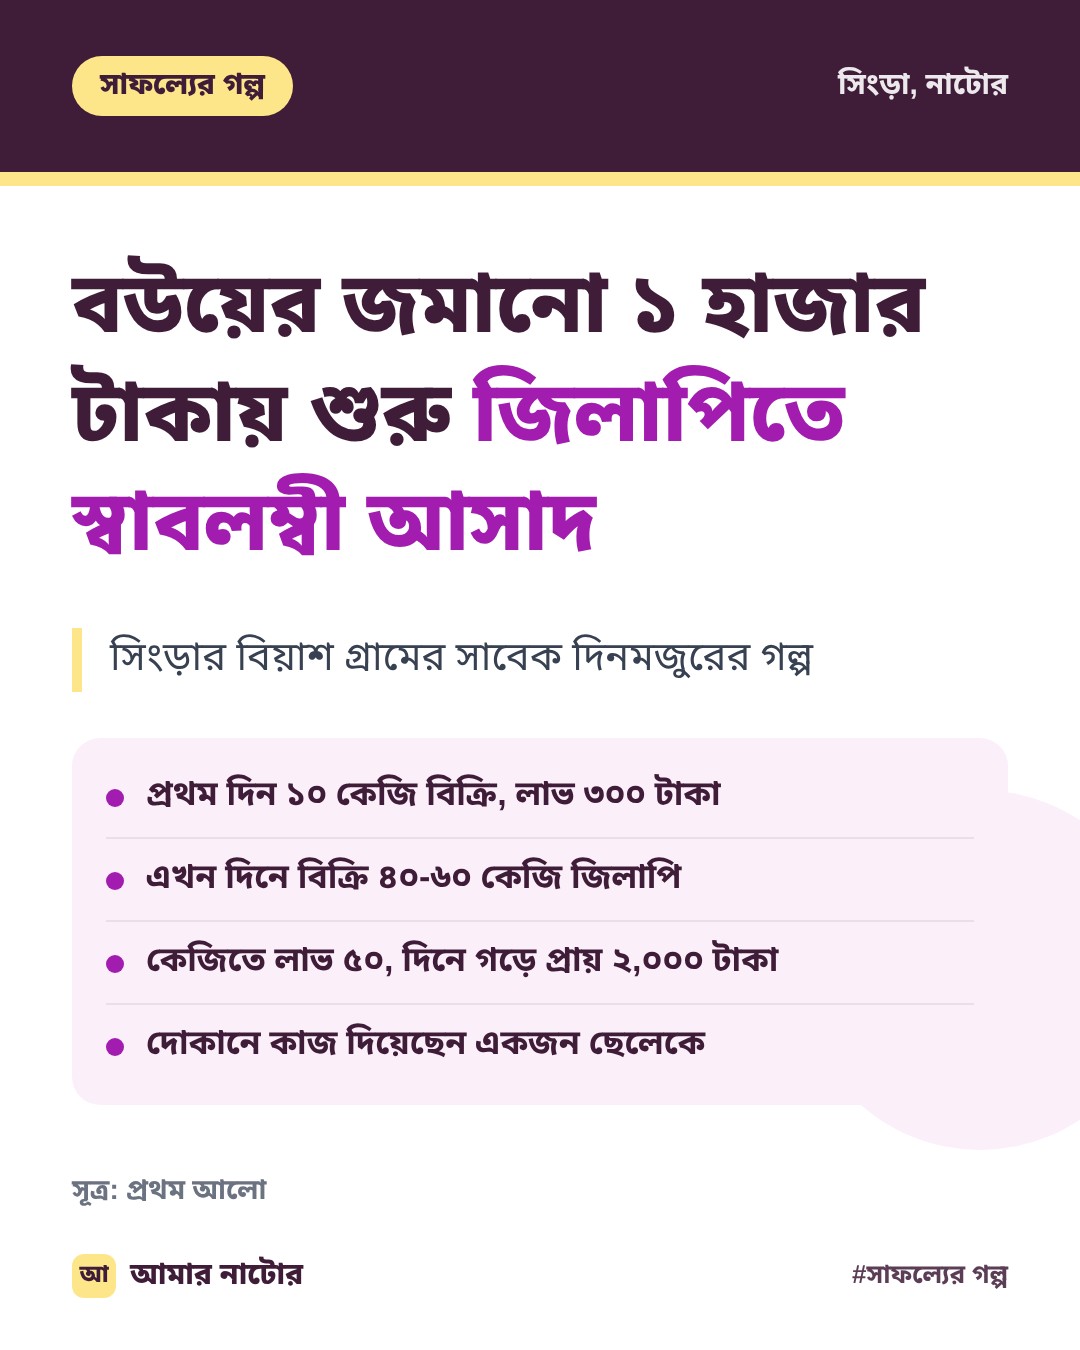 সাফল্যের গল্প
সিংড়া, নাটোর
বউয়ের জমানো ১ হাজার
টাকায় শুরু জিলাপিতে
স্বাবলম্বী আসাদ
সিংড়ার বিয়াশ গ্রামের সাবেক দিনমজুরের গল্প
প্রথম দিন ১০ কেজি বিক্রি, লাভ ৩০০ টাকা
এখন দিনে বিক্রি ৪০-৬০ কেজি জিলাপি
কেজিতে লাভ ৫০, দিনে গড়ে প্রায় ২,০০০ টাকা
দোকানে কাজ দিয়েছেন একজন ছেলেকে
সূত্র: প্রথম আলো
আ আমার নাটোর
#সাফল্যের গল্প